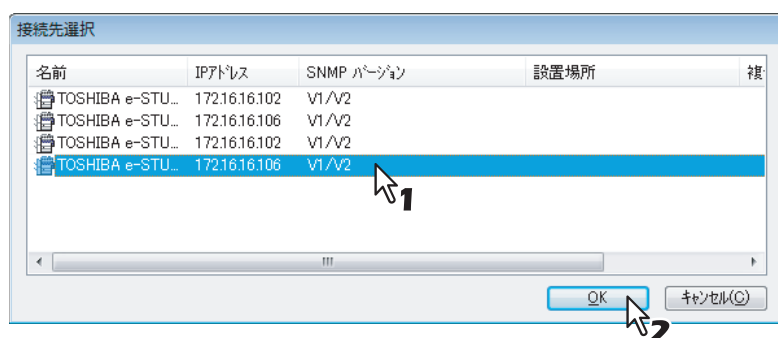 接続先選択
名前 IPｱﾄﾞﾚｽ SNMP ﾊﾞｰｼﾞｮﾝ 設置場所 複
TOSHIBA e-STU... 172.16.16.102 V1/V2
TOSHIBA e-STU... 172.16.16.106 V1/V2
TOSHIBA e-STU... 172.16.16.102 V1/V2
TOSHIBA e-STU... 172.16.16.106 V1/V2
1
OK ｷｬﾝｾﾙ(C)
2